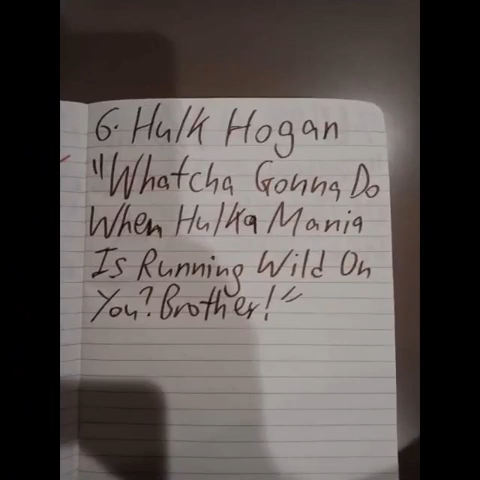 6. Hulk Hogan
"Whatcha Gonna Do
When Hulka Mania
Is Running Wild On
You? Brother!"